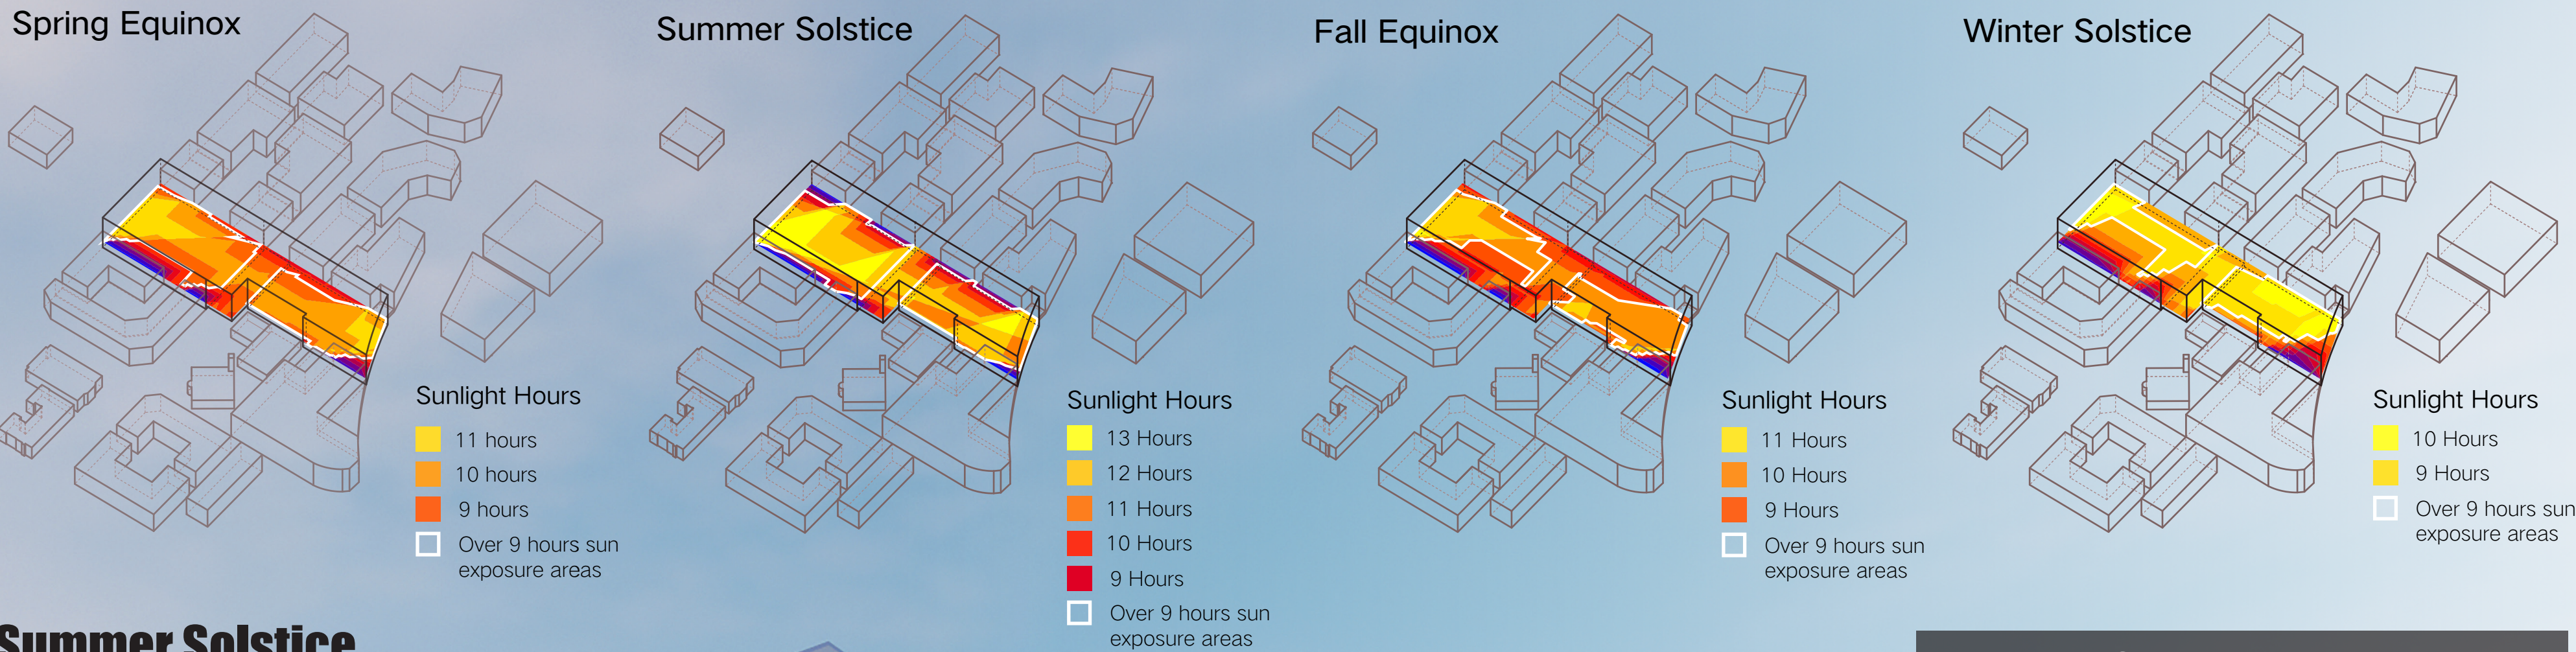 Spring Equinox
Sunlight Hours
11 hours
10 hours
9 hours
Over 9 hours sun
exposure areas
Summer Solstice
Sunlight Hours
13 Hours
12 Hours
11 Hours
10 Hours
9 Hours
Over 9 hours sun
exposure areas
Fall Equinox
Sunlight Hours
11 Hours
10 Hours
9 Hours
Over 9 hours sun
exposure areas
Winter Solstice
Sunlight Hours
10 Hours
9 Hours
Over 9 hours sun
exposure areas
Summer Solstice